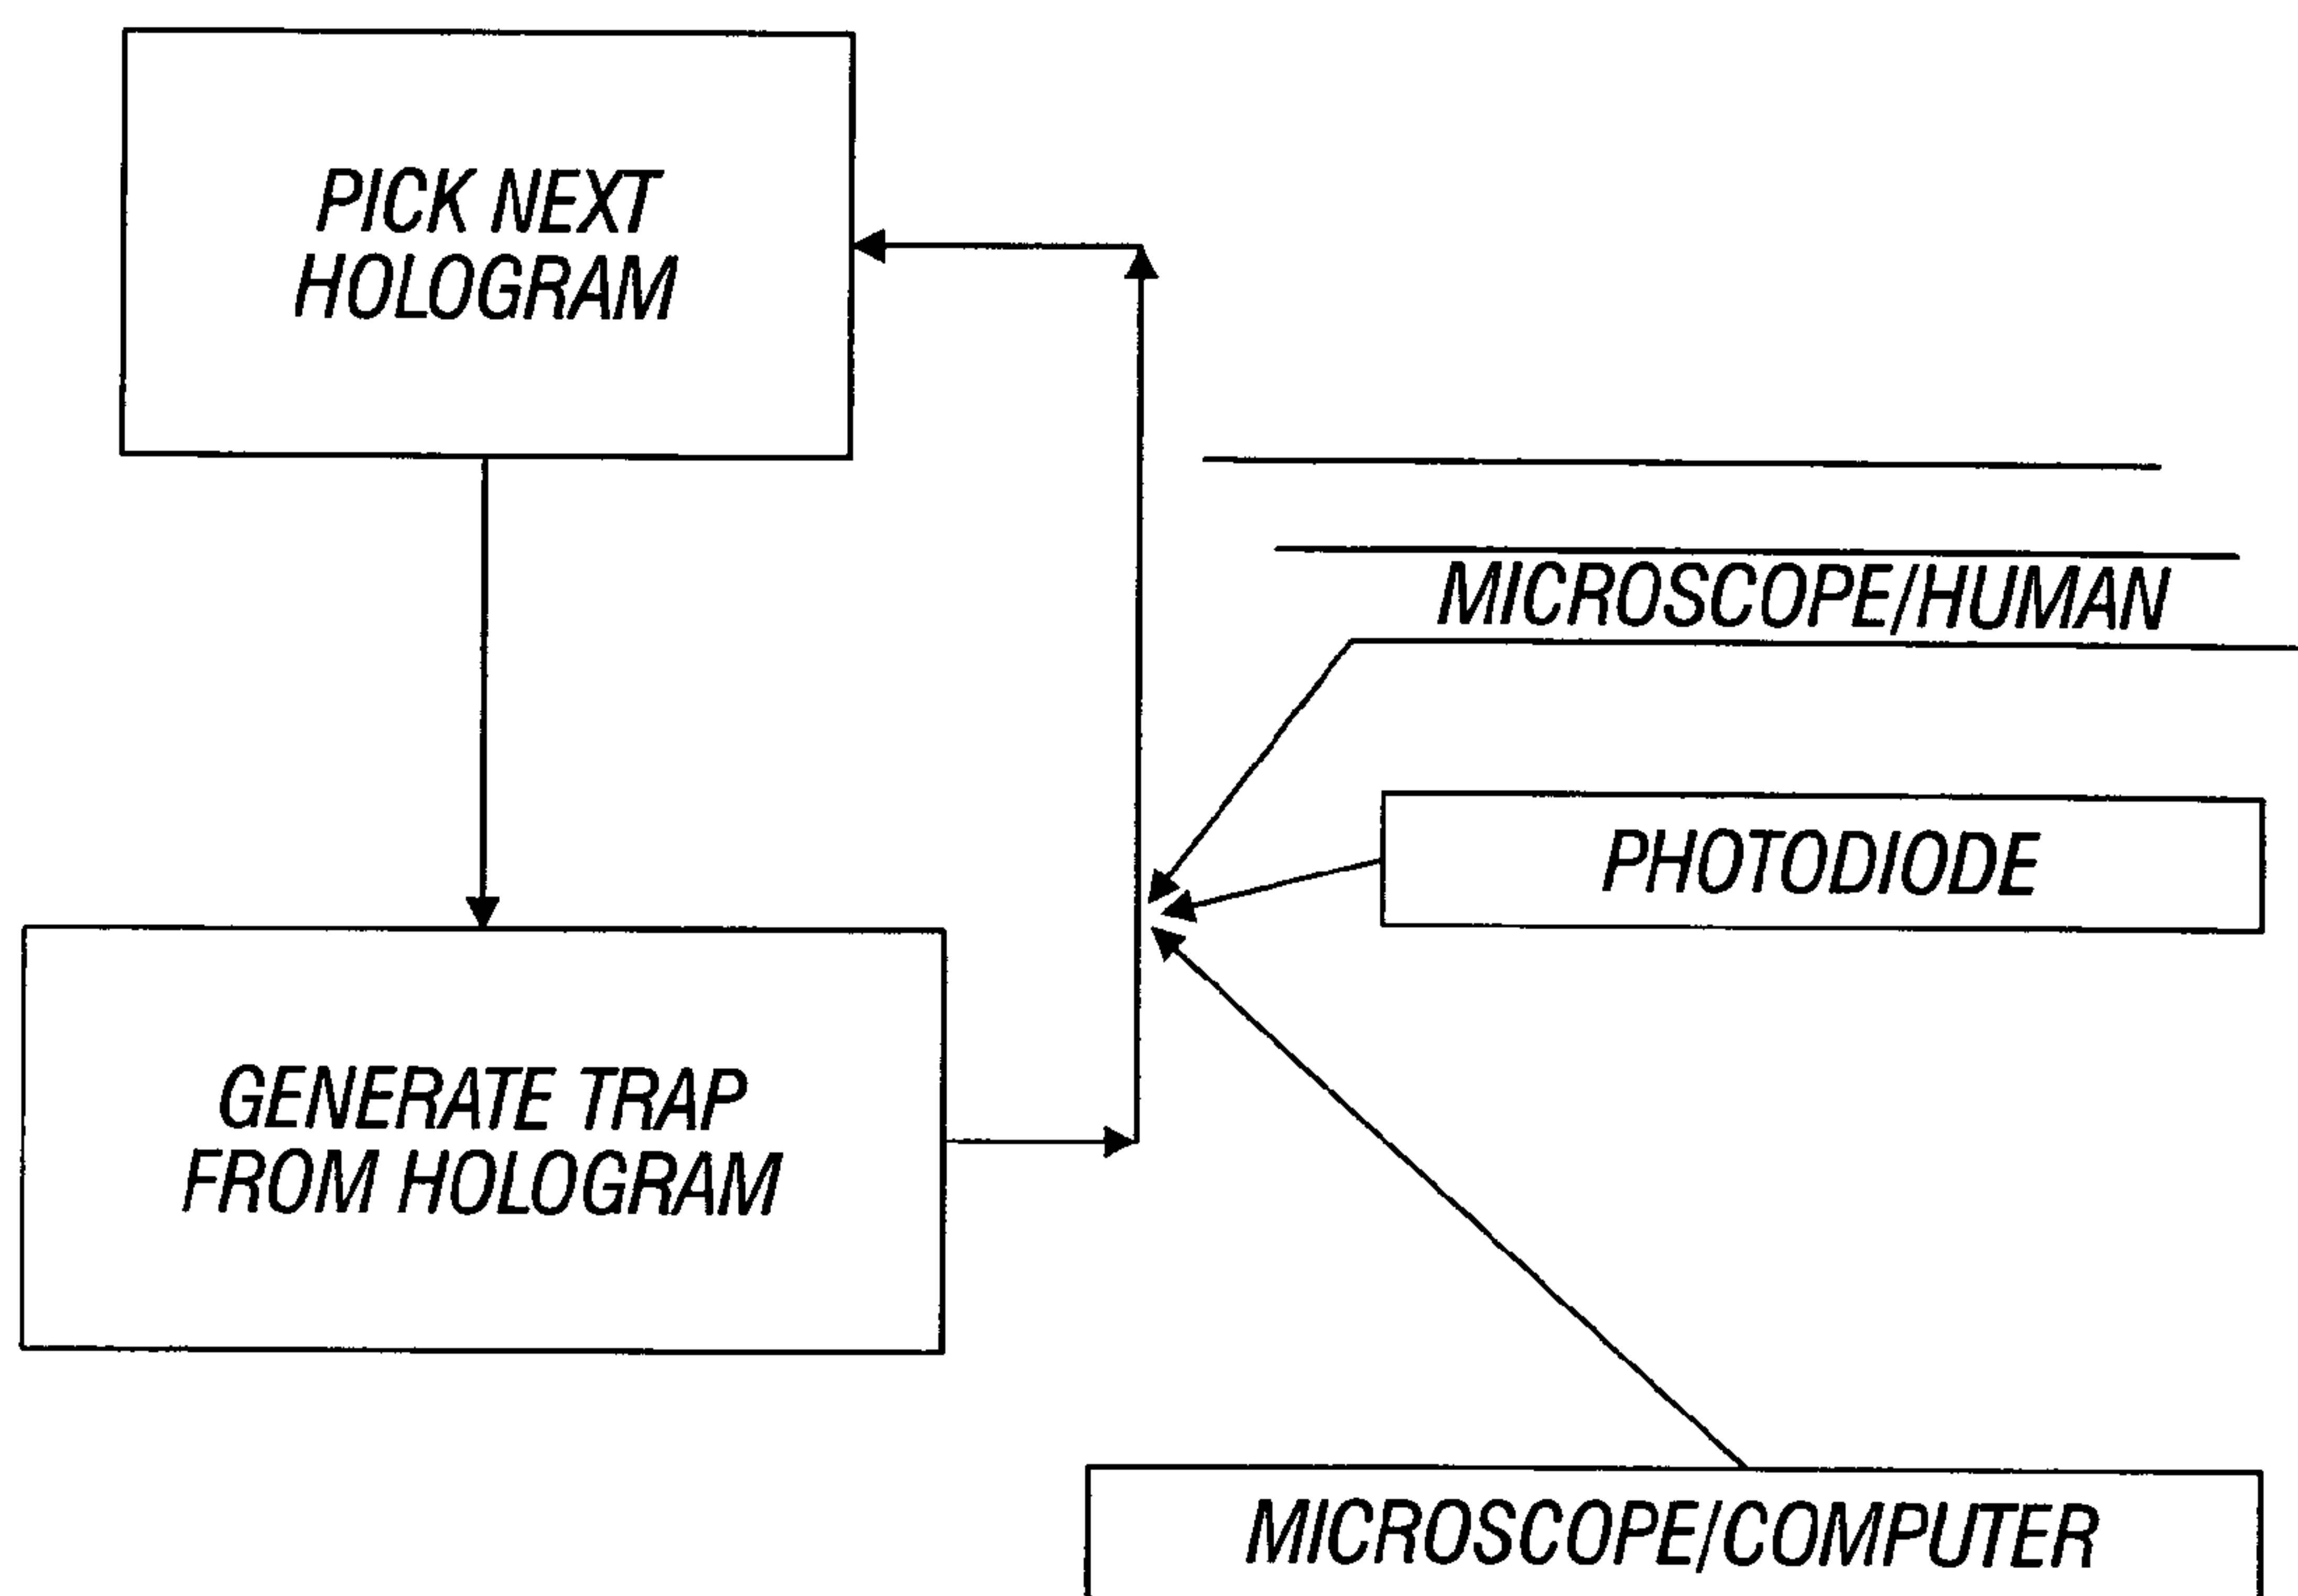 PICK NEXT
HOLOGRAM
MICROSCOPE/HUMAN
PHOTODIODE
GENERATE TRAP
FROM HOLOGRAM
MICROSCOPE/COMPUTER